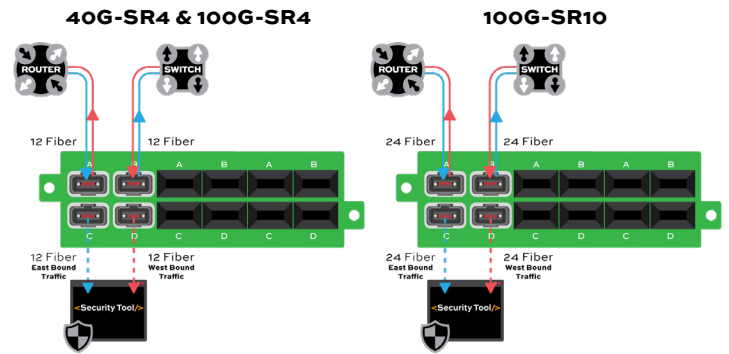 40G-SR4 & 100G-SR4
100G-SR10
ROUTER
SWITCH
ROUTER
SWITCH
12 Fiber
12 Fiber
24 Fiber
24 Fiber
A B A B A B
A B A B A B
C D C D C D
C D C D C D
12 Fiber
East Bound
Traffic
12 Fiber
West Bound
Traffic
24 Fiber
East Bound
Traffic
24 Fiber
West Bound
Traffic
<Security Tool/>
<Security Tool/>